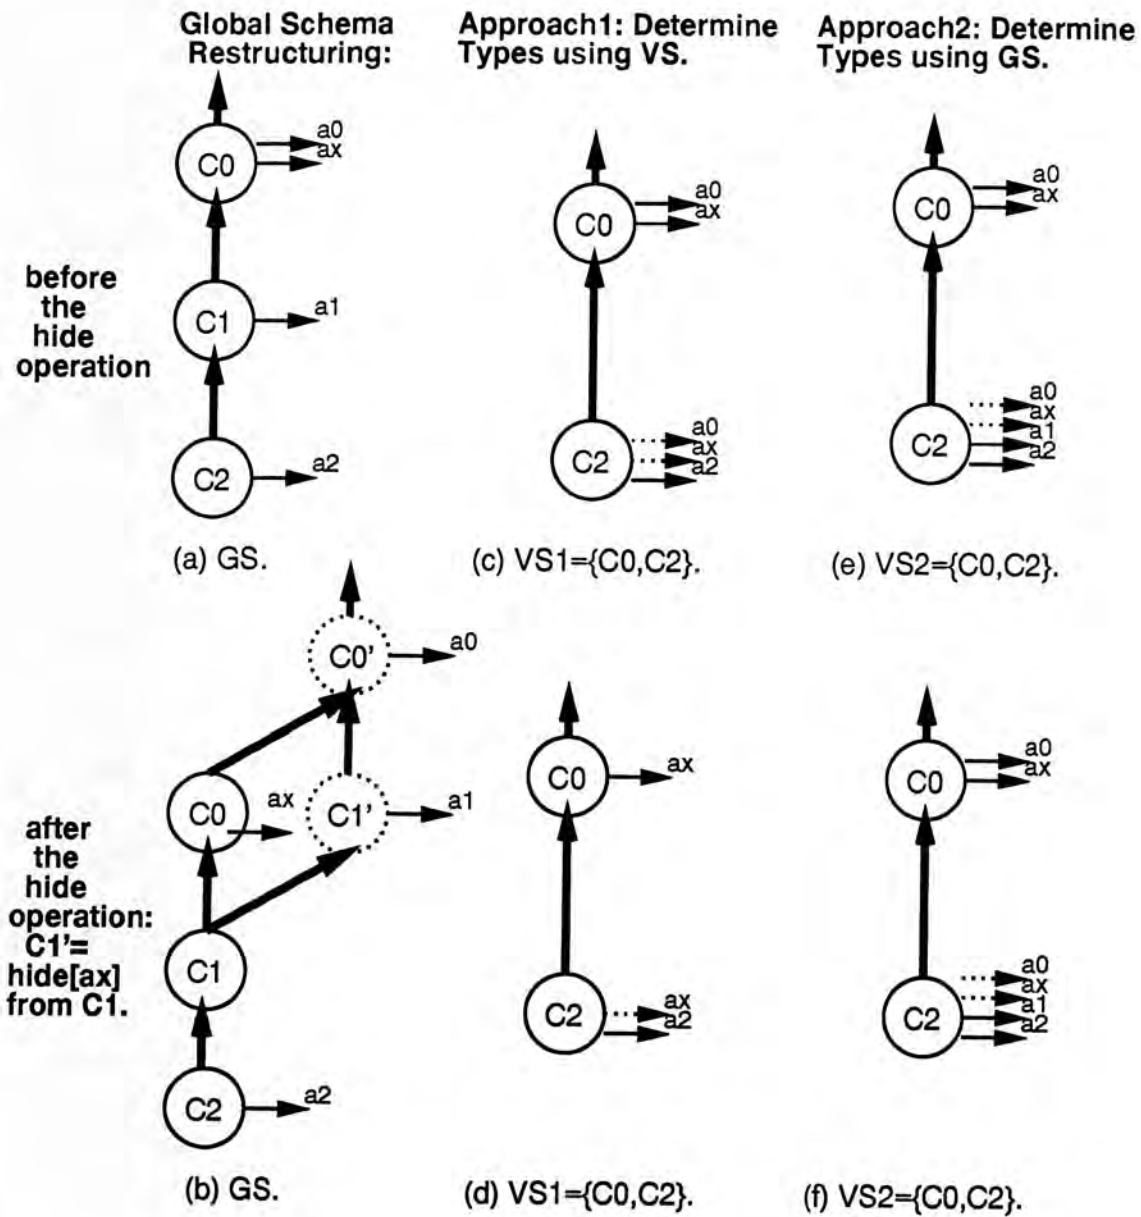 Global Schema
Restructuring:
Approach1: Determine
Types using VS.
Approach2: Determine
Types using GS.
before
the
hide
operation
C0
a0
ax
C1
a1
C2
a2
(a) GS.
C0
a0
ax
C2
a0
ax
a2
(c) VS1={C0,C2}.
C0
a0
ax
C2
a0
ax
a1
a2
(e) VS2={C0,C2}.
after
the
hide
operation:
C1'=
hide[ax]
from C1.
C0'
a0
C0
ax
C1'
a1
C1
C2
a2
(b) GS.
C0
ax
C2
ax
a2
(d) VS1={C0,C2}.
C0
a0
ax
C2
a0
ax
a1
a2
(f) VS2={C0,C2}.